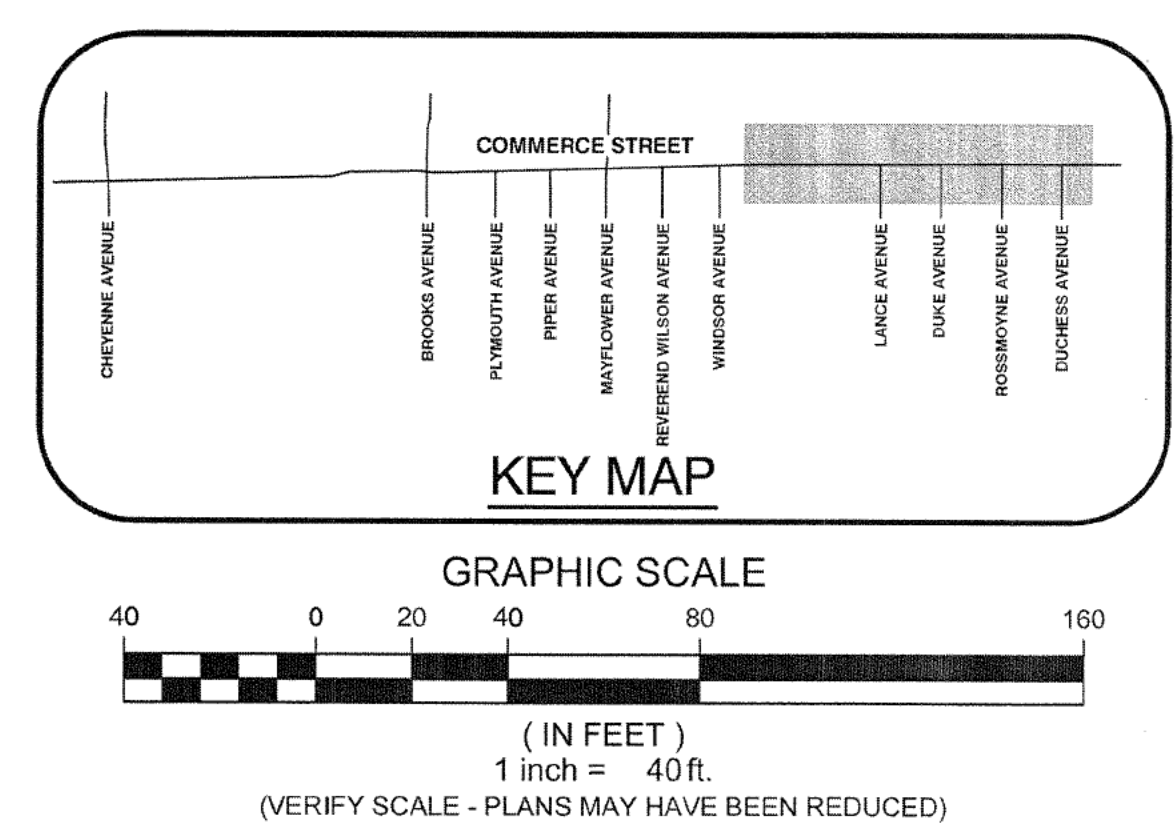 COMMERCE STREET
CHEYENNE AVENUE
BROOKS AVENUE
PLYMOUTH AVENUE
PIPER AVENUE
MAYFLOWER AVENUE
REVEREND WILSON AVENUE
WINDSOR AVENUE
LANCE AVENUE
DUKE AVENUE
ROSSMOYNE AVENUE
DUCHESS AVENUE
KEY MAP
GRAPHIC SCALE
40 0 20 40 80 160
( IN FEET )
1 inch = 40 ft.
(VERIFY SCALE - PLANS MAY HAVE BEEN REDUCED)